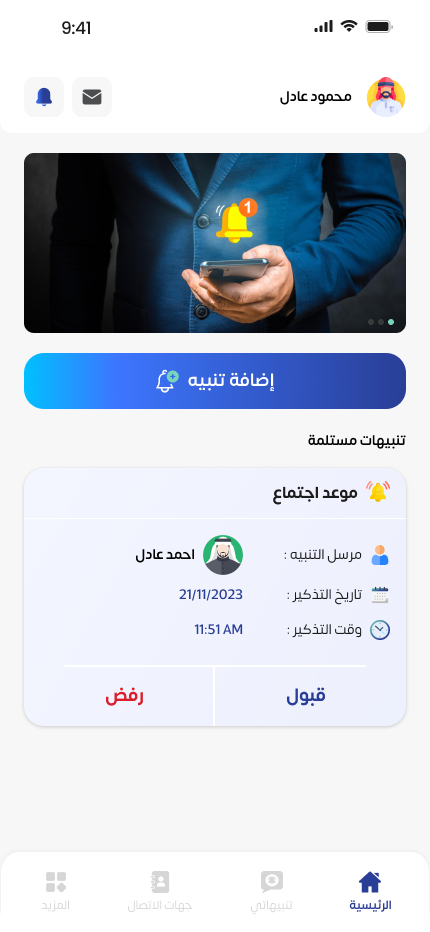 9:41
محمود عادل
1
إضافة تنبيه
تنبيهات مستلمة
موعد اجتماع
مرسل التنبيه : احمد عادل
تاريخ التذكير : 21/11/2023
وقت التذكير : 11:51 AM
قبول رفض
الرئيسية تنبيهاتي جهات الاتصال المزيد